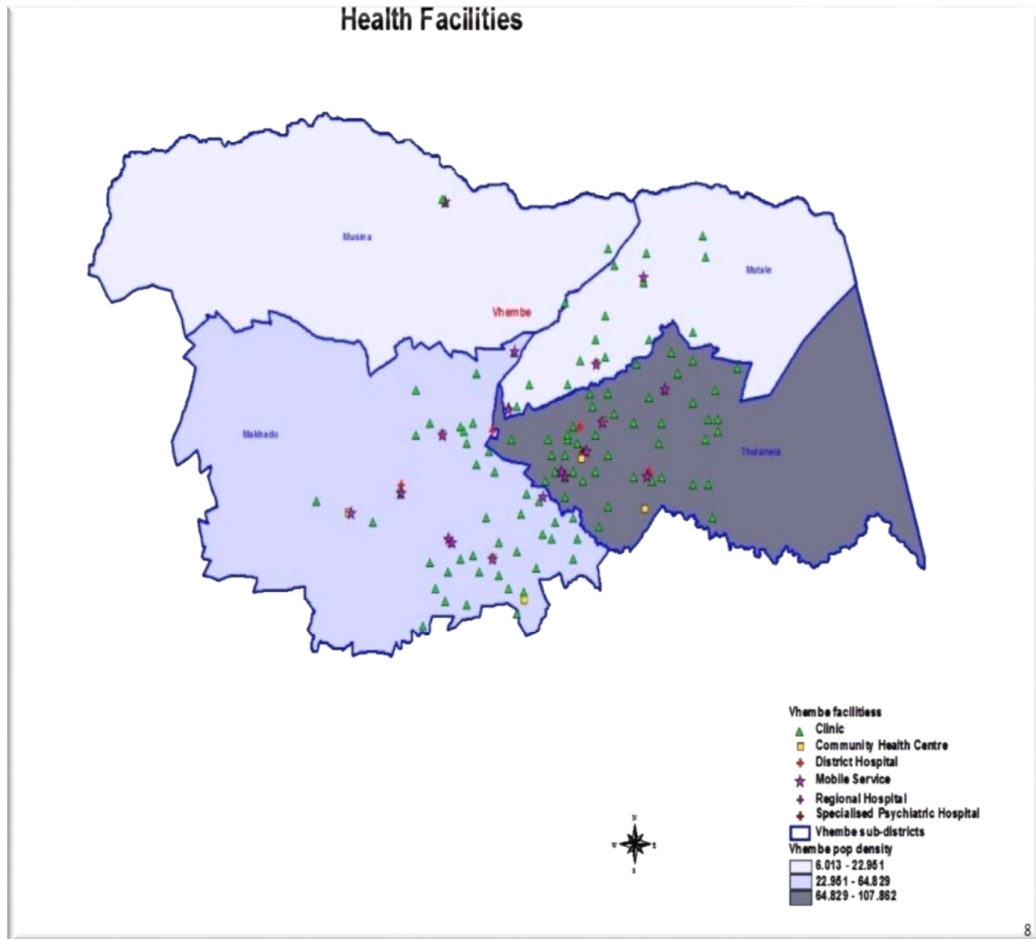 Health Facilities
Musina
Mutale
Vhembe
Makhado
Thulamela
Vhembe facilitiess
Clinic
Community Health Centre
District Hospital
Mobile Service
Regional Hospital
Specialised Psychiatric Hospital
Vhembe sub-districts
Vhembe pop density
6.013 - 22.951
22.951 - 64.829
64.829 - 107.862
N
W E
S
8